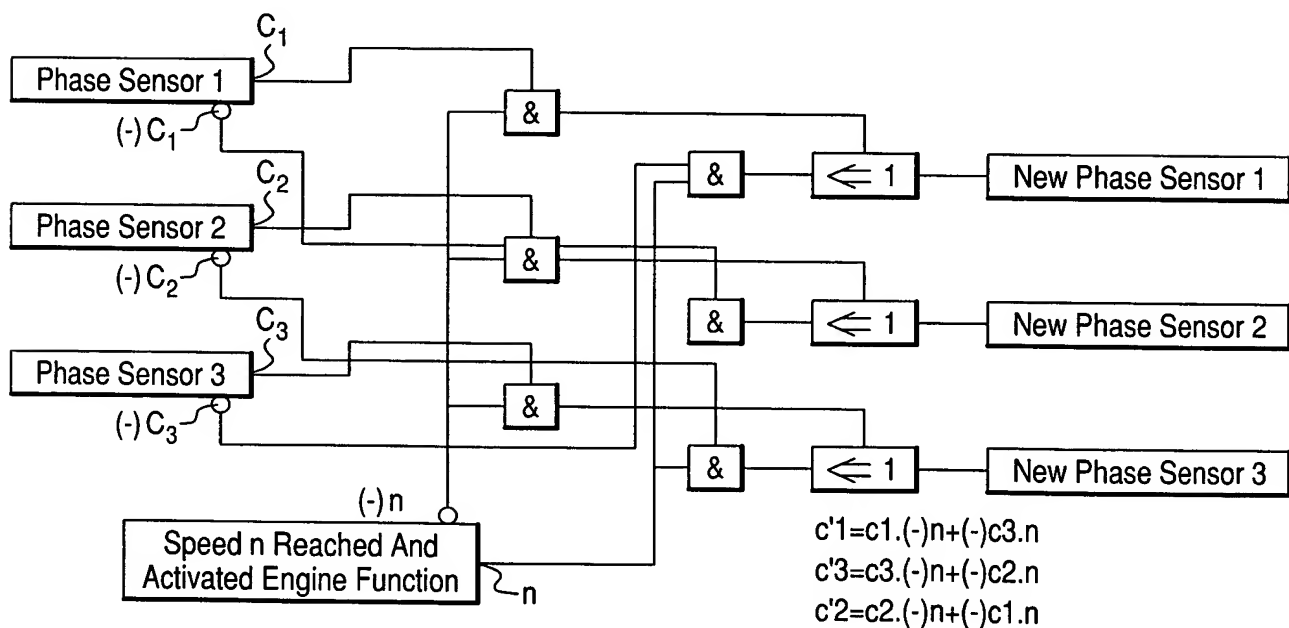 C1
Phase Sensor 1
(-) C1
&
&
⇐ 1
New Phase Sensor 1
C2
Phase Sensor 2
(-) C2
&
&
⇐ 1
New Phase Sensor 2
C3
Phase Sensor 3
(-) C3
&
&
⇐ 1
New Phase Sensor 3
(-) n
Speed n Reached And
Activated Engine Function
n
c'1=c1.(-)n+(-)c3.n
c'3=c3.(-)n+(-)c2.n
c'2=c2.(-)n+(-)c1.n